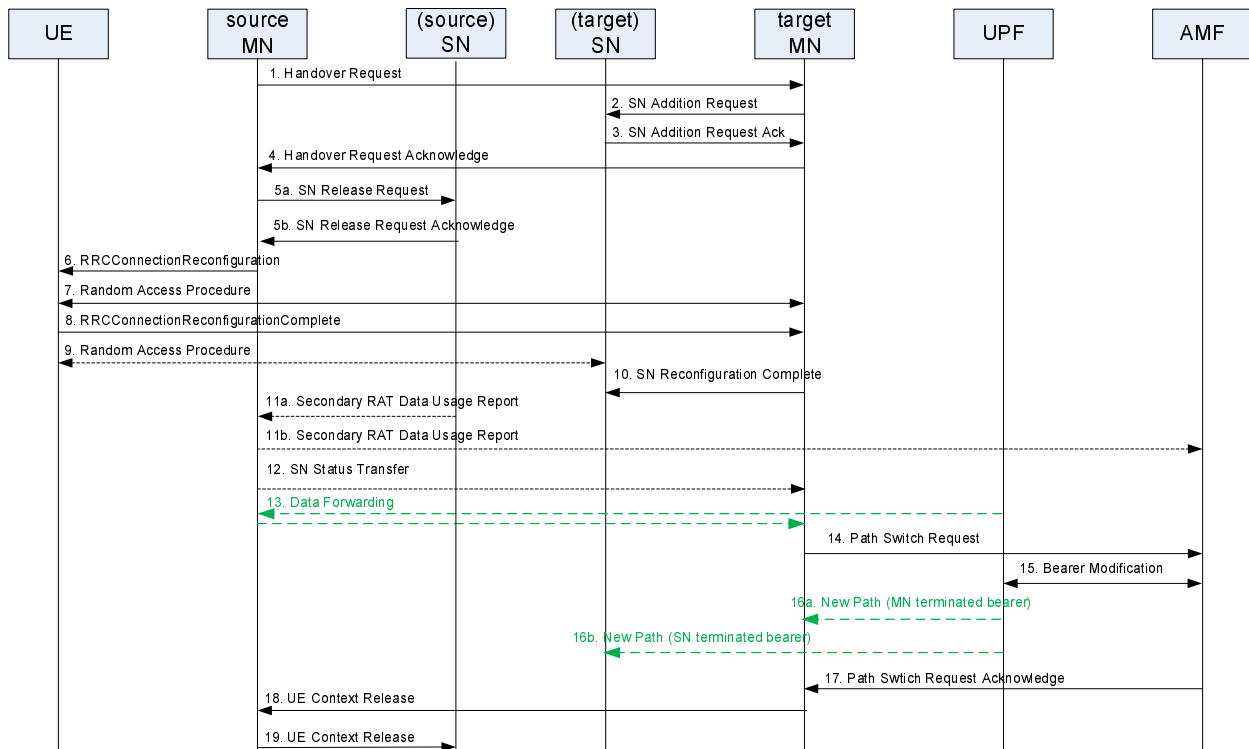 UE
source
MN
(source)
SN
(target)
SN
target
MN
UPF
AMF
1. Handover Request
2. SN Addition Request
3. SN Addition Request Ack
4. Handover Request Acknowledge
5a. SN Release Request
5b. SN Release Request Acknowledge
6. RRCConnectionReconfiguration
7. Random Access Procedure
8. RRCConnectionReconfigurationComplete
9. Random Access Procedure
10. SN Reconfiguration Complete
11a. Secondary RAT Data Usage Report
11b. Secondary RAT Data Usage Report
12. SN Status Transfer
13. Data Forwarding
14. Path Switch Request
15. Bearer Modification
16a. New Path (MN terminated bearer)
16b. New Path (SN terminated bearer)
17. Path Swtich Request Acknowledge
18. UE Context Release
19. UE Context Release